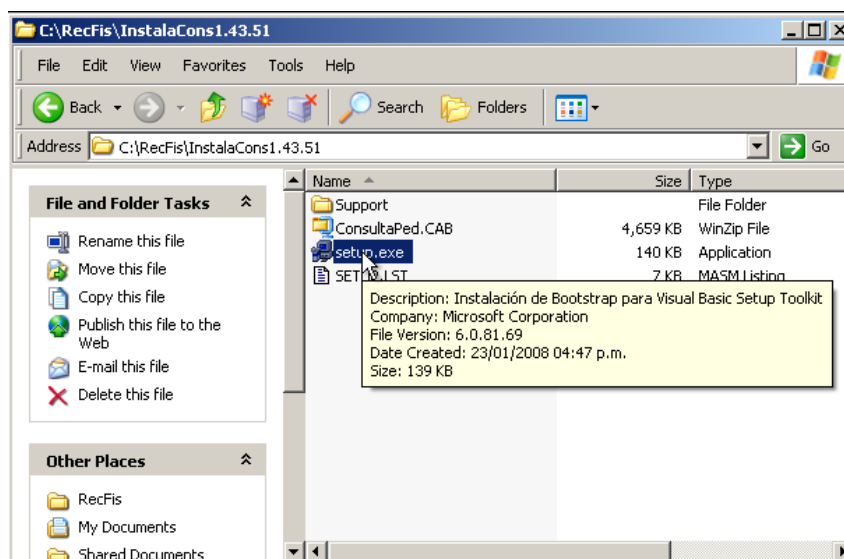 C:\RecFis\InstalaCons1.43.51
File Edit View Favorites Tools Help
Back Search Folders
Address C:\RecFis\InstalaCons1.43.51 Go
File and Folder Tasks
Rename this file
Move this file
Copy this file
Publish this file to the
Web
E-mail this file
Delete this file
Other Places
RecFis
My Documents
Shared Documents
Name Size Type
Support File Folder
ConsultaPed.CAB 4,659 KB WinZip File
setup.exe 140 KB Application
7 KB MASM Listing
Description: Instalación de Bootstrap para Visual Basic Setup Toolkit
Company: Microsoft Corporation
File Version: 6.0.81.69
Date Created: 23/01/2008 04:47 p.m.
Size: 139 KB